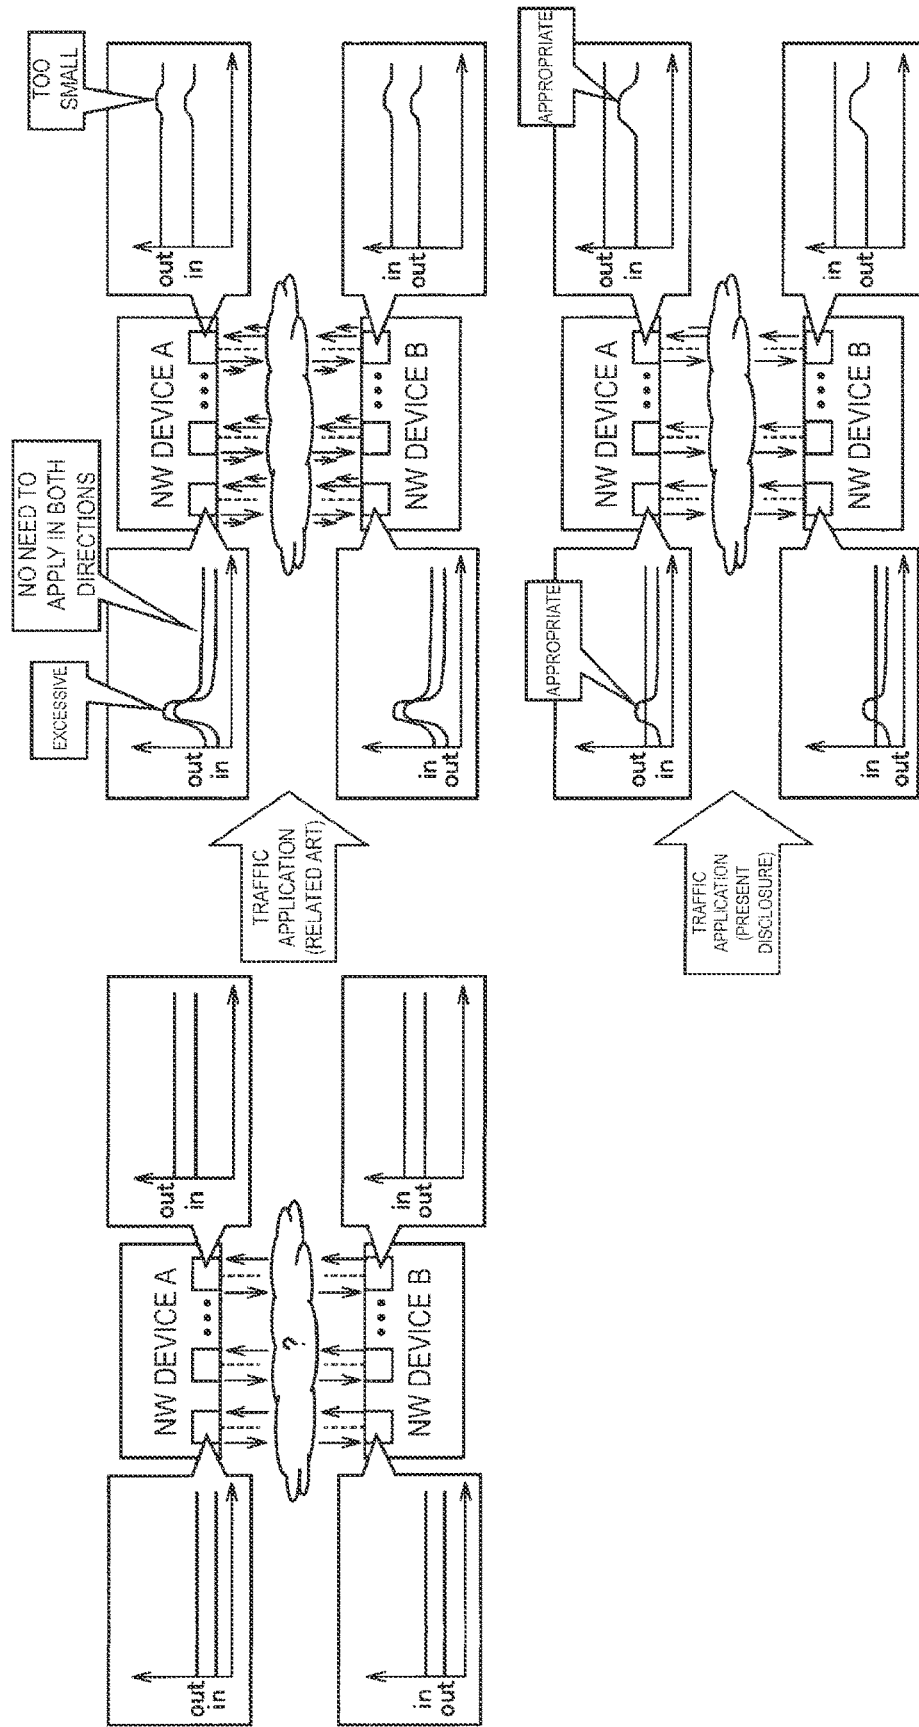 out
in
NW DEVICE A
out
in
?
in
out
NW DEVICE B
in
out
TRAFFIC
APPLICATION
(RELATED ART)
EXCESSIVE
NO NEED TO
APPLY IN BOTH
DIRECTIONS
TOO
SMALL
out
in
NW DEVICE A
out
in
in
out
NW DEVICE B
in
out
TRAFFIC
APPLICATION
(PRESENT
DISCLOSURE)
APPROPRIATE
APPROPRIATE
out
in
NW DEVICE A
out
in
in
out
NW DEVICE B
in
out